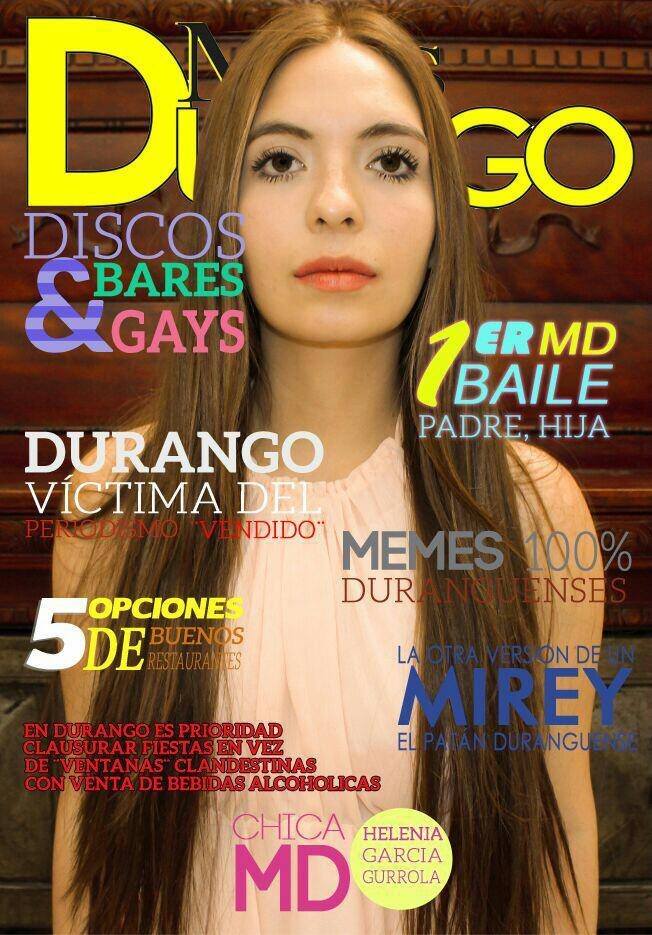 DURANGO
DISCOS
& BARES
GAYS
1ER MD
BAILE
PADRE, HIJA
DURANGO
VÍCTIMA DEL
PERIODISMO ¨VENDIDO¨
MEMES 100%
DURANGUENSES
5 OPCIONES
DE BUENOS
RESTAURANTES
LA OTRA VERSION DE UN
MIREY
EL PATÁN DURANGUENSE
EN DURANGO ES PRIORIDAD
CLAUSURAR FIESTAS EN VEZ
DE ¨VENTANAS¨ CLANDESTINAS
CON VENTA DE BEBIDAS ALCOHOLICAS
CHICA
MD
HELENIA
GARCIA
GURROLA